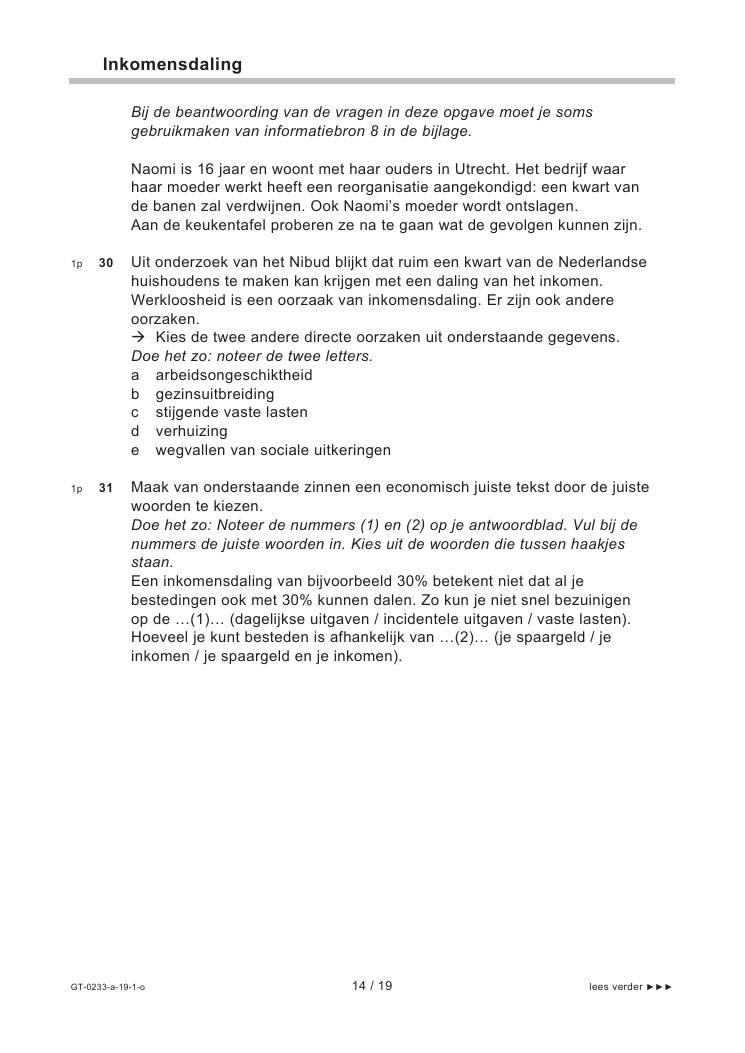 Inkomensdaling
Bij de beantwoording van de vragen in deze opgave moet je soms
gebruikmaken van informatiebron 8 in de bijlage.
Naomi is 16 jaar en woont met haar ouders in Utrecht. Het bedrijf waar
haar moeder werkt heeft een reorganisatie aangekondigd: een kwart van
de banen zal verdwijnen. Ook Naomi’s moeder wordt ontslagen.
Aan de keukentafel proberen ze na te gaan wat de gevolgen kunnen zijn.
1p 30 Uit onderzoek van het Nibud blijkt dat ruim een kwart van de Nederlandse
huishoudens te maken kan krijgen met een daling van het inkomen.
Werkloosheid is een oorzaak van inkomensdaling. Er zijn ook andere
oorzaken.
→ Kies de twee andere directe oorzaken uit onderstaande gegevens.
Doe het zo: noteer de twee letters.
a arbeidsongeschiktheid
b gezinsuitbreiding
c stijgende vaste lasten
d verhuizing
e wegvallen van sociale uitkeringen
1p 31 Maak van onderstaande zinnen een economisch juiste tekst door de juiste
woorden te kiezen.
Doe het zo: Noteer de nummers (1) en (2) op je antwoordblad. Vul bij de
nummers de juiste woorden in. Kies uit de woorden die tussen haakjes
staan.
Een inkomensdaling van bijvoorbeeld 30% betekent niet dat al je
bestedingen ook met 30% kunnen dalen. Zo kun je niet snel bezuinigen
op de …(1)… (dagelijkse uitgaven / incidentele uitgaven / vaste lasten).
Hoeveel je kunt besteden is afhankelijk van …(2)… (je spaargeld / je
inkomen / je spaargeld en je inkomen).
GT-0233-a-19-1-o 14 / 19 lees verder ►►►